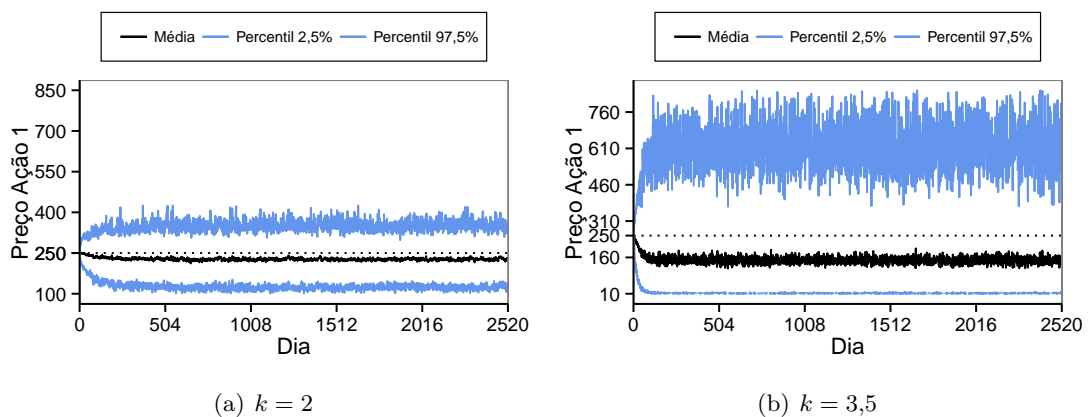 Média Percentil 2,5% Percentil 97,5%
850
700
550
400
250
100
Preço Ação 1
0 504 1008 1512 2016 2520
Dia
(a) k = 2
Média Percentil 2,5% Percentil 97,5%
760
610
460
310
250
160
10
Preço Ação 1
0 504 1008 1512 2016 2520
Dia
(b) k = 3,5